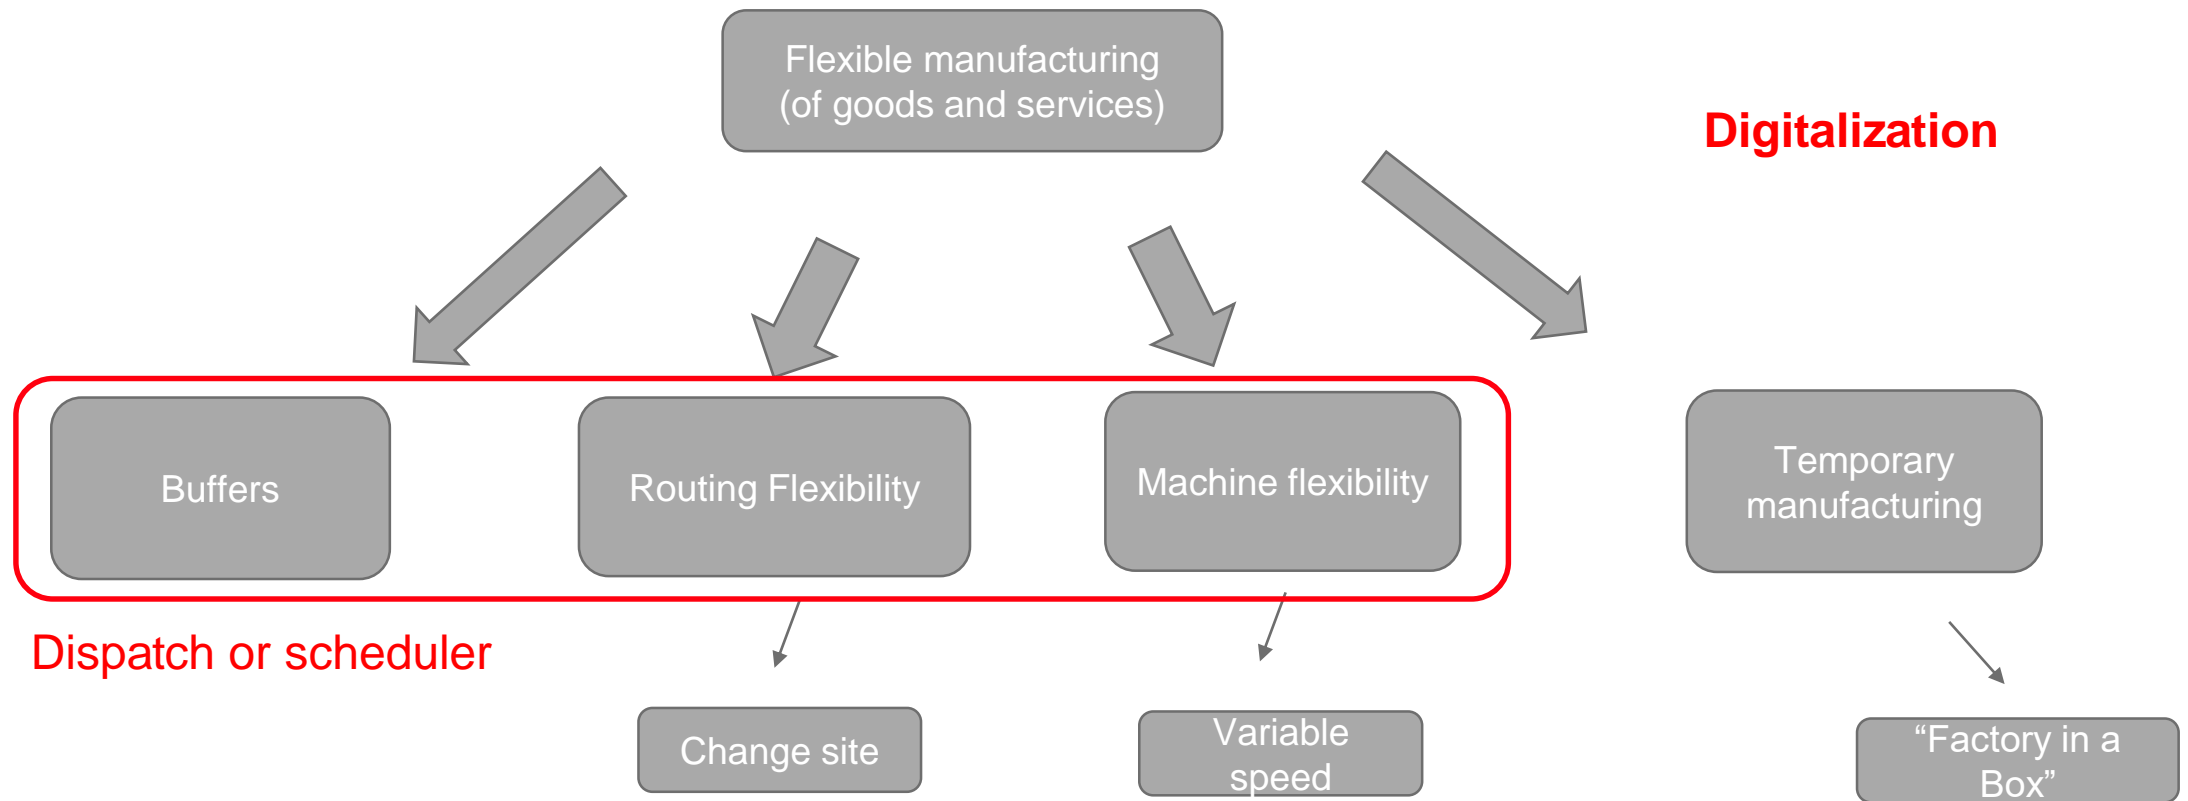 Flexible manufacturing
(of goods and services)
Digitalization
Buffers
Routing Flexibility
Machine flexibility
Temporary
manufacturing
Dispatch or scheduler
Change site
Variable
speed
“Factory in a
Box”